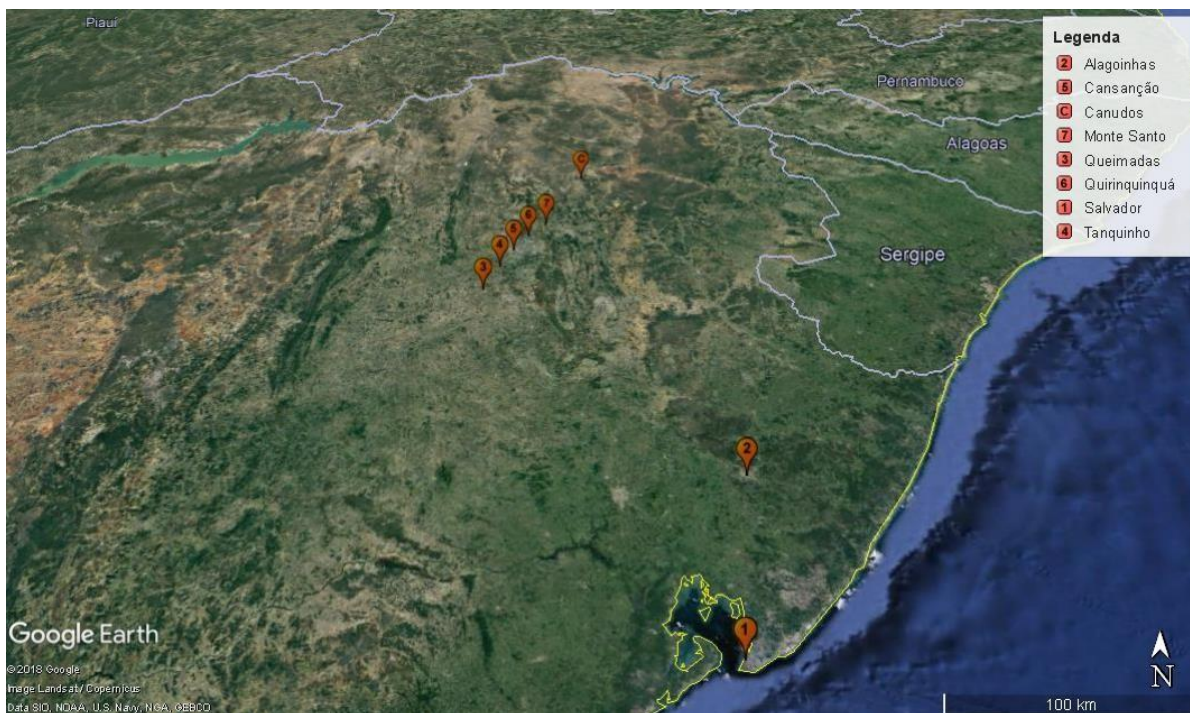 Piauí
Pernambuco
Alagoas
Sergipe
Legenda
2 Alagoinhas
5 Cansanção
C Canudos
7 Monte Santo
3 Queimadas
6 Quirinquinquá
1 Salvador
4 Tanquinho
C
7
6
5
4
3
2
1
Google Earth
©2018 Google
Image Landsat/ Copernicus
Data SIO, NOAA, U.S. Navy, NGA, GEBCO
N
100 km